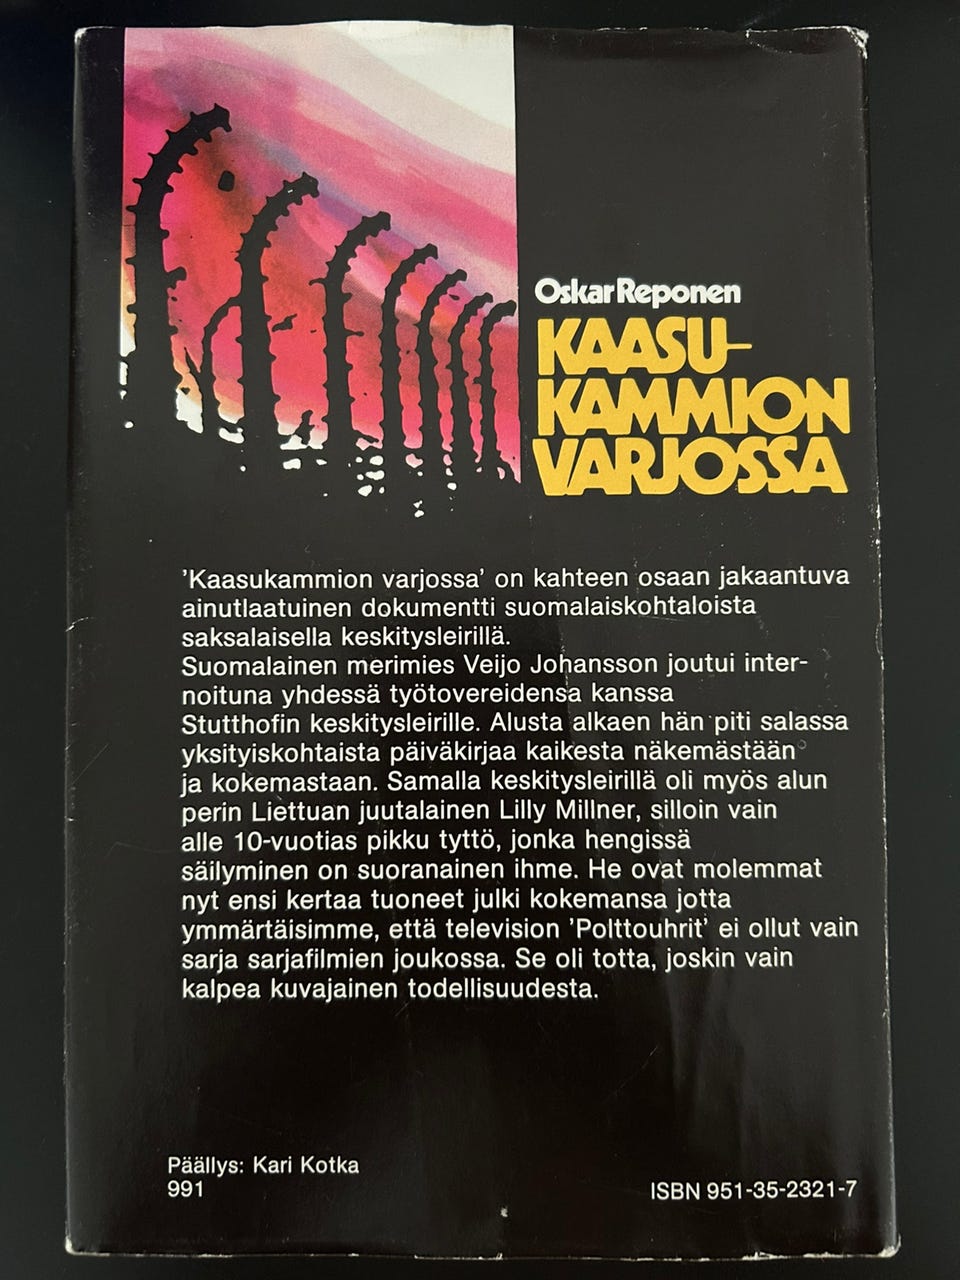 Oskar Reponen
KAASU-
KAMMION
VARJOSSA
'Kaasukammion varjossa' on kahteen osaan jakaantuva
ainutlaatuinen dokumentti suomalaiskohtaloista
saksalaisella keskitysleirillä.
Suomalainen merimies Veijo Johansson joutui inter-
noituna yhdessä työtovereidensa kanssa
Stutthofin keskitysleirille. Alusta alkaen hän piti salassa
yksityiskohtaista päiväkirjaa kaikesta näkemästään
ja kokemastaan. Samalla keskitysleirillä oli myös alun
perin Liettuan juutalainen Lilly Millner, silloin vain
alle 10-vuotias pikku tyttö, jonka hengissä
säilyminen on suoranainen ihme. He ovat molemmat
nyt ensi kertaa tuoneet julki kokemansa jotta
ymmärtäisimme, että television 'Polttouhrit' ei ollut vain
sarja sarjafilmien joukossa. Se oli totta, joskin vain
kalpea kuvajainen todellisuudesta.
Päällys: Kari Kotka
991
ISBN 951-35-2321-7